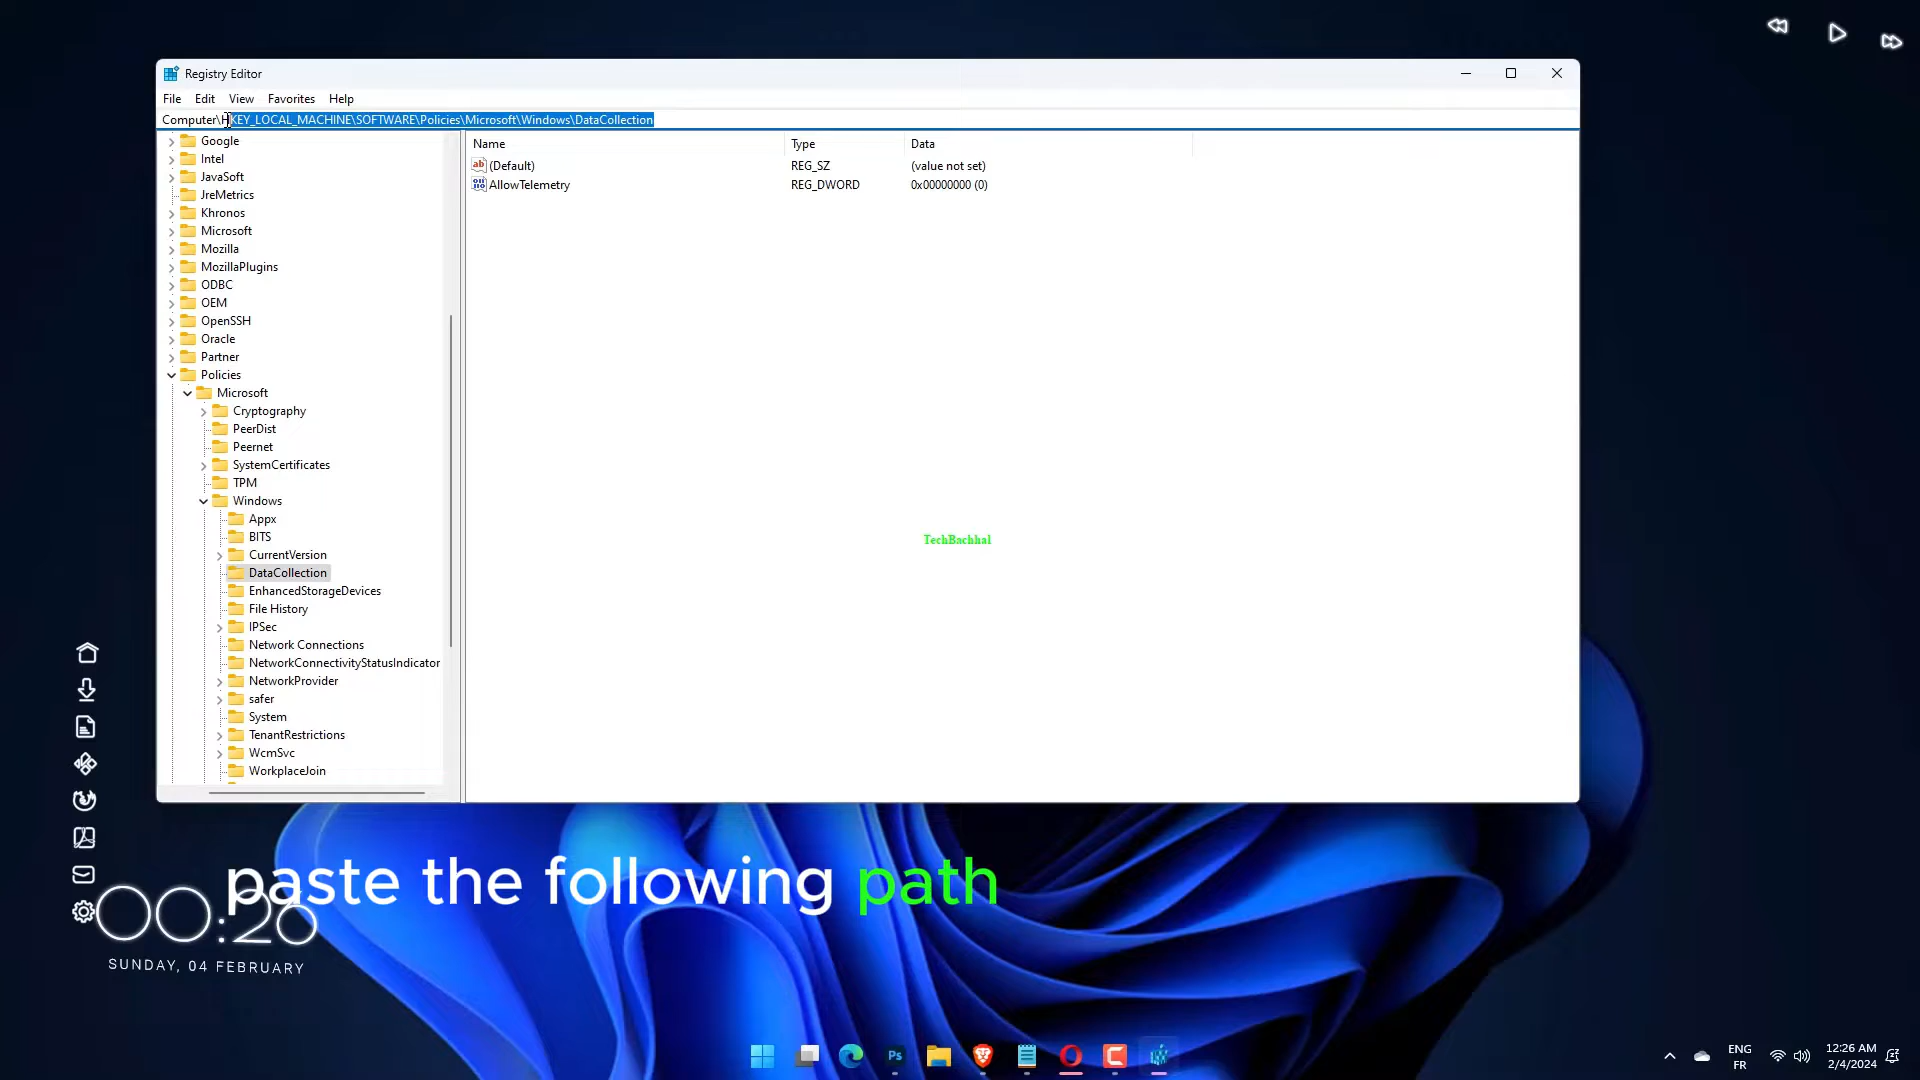 Registry Editor
File Edit View Favorites Help
Computer\HKEY_LOCAL_MACHINE\SOFTWARE\Policies\Microsoft\Windows\DataCollection
Name Type Data
(Default) REG_SZ (value not set)
AllowTelemetry REG_DWORD 0x00000000 (0)
Google
Intel
JavaSoft
JreMetrics
Khronos
Microsoft
Mozilla
MozillaPlugins
ODBC
OEM
OpenSSH
Oracle
Partner
Policies
Microsoft
Cryptography
PeerDist
Peernet
SystemCertificates
TPM
Windows
Appx
BITS
CurrentVersion
DataCollection
EnhancedStorageDevices
File History
IPSec
Network Connections
NetworkConnectivityStatusIndicator
NetworkProvider
safer
System
TenantRestrictions
WcmSvc
WorkplaceJoin
TechBachhal
paste the following path
00:26
SUNDAY, 04 FEBRUARY
Ps
ENG
FR
12:26 AM
2/4/2024